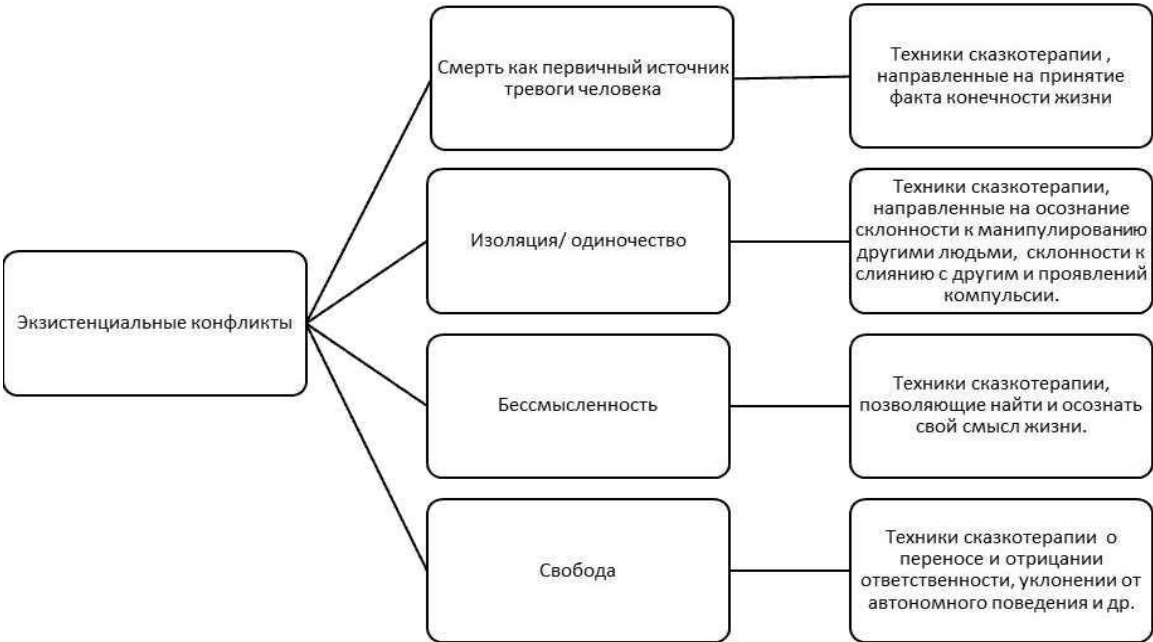 Экзистенциальные конфликты
Смерть как первичный источник
тревоги человека
Техники сказкотерапии ,
направленные на принятие
факта конечности жизни
Изоляция/ одиночество
Техники сказкотерапии,
направленные на осознание
склонности к манипулированию
другими людьми, склонности к
слиянию с другим и проявлений
компульсии.
Бессмысленность
Техники сказкотерапии,
позволяющие найти и осознать
свой смысл жизни.
Свобода
Техники сказкотерапии о
переносе и отрицании
ответственности, уклонении от
автономного поведения и др.